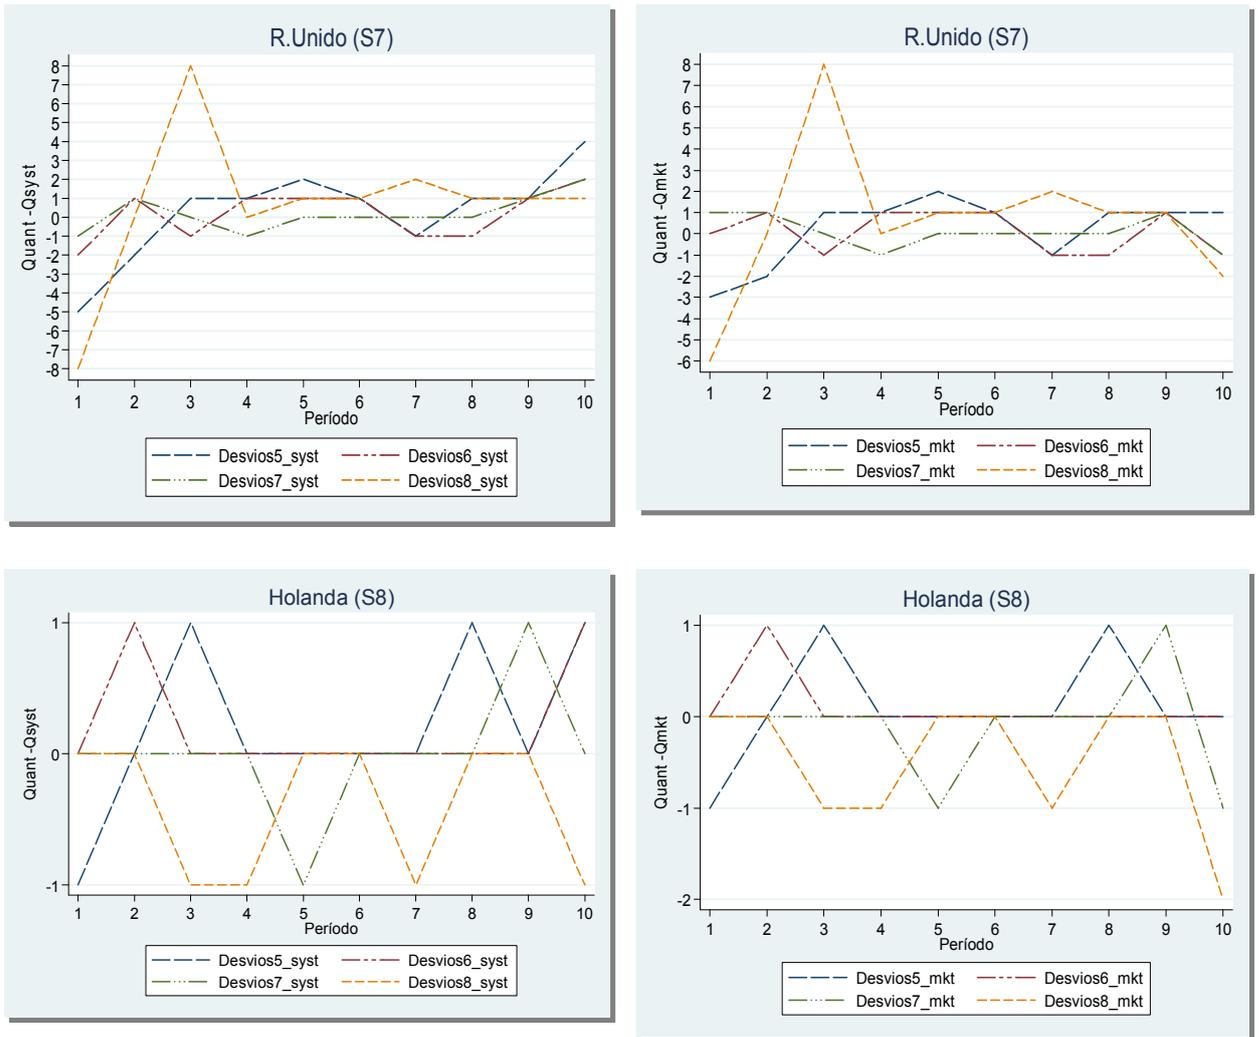 R.Unido (S7)
Quant -Qsyst
8
7
6
5
4
3
2
1
0
-1
-2
-3
-4
-5
-6
-7
-8
1 2 3 4 5 6 7 8 9 10
Período
Desvios5_syst Desvios6_syst
Desvios7_syst Desvios8_syst
R.Unido (S7)
Quant -Qmkt
8
7
6
5
4
3
2
1
0
-1
-2
-3
-4
-5
-6
1 2 3 4 5 6 7 8 9 10
Período
Desvios5_mkt Desvios6_mkt
Desvios7_mkt Desvios8_mkt
Holanda (S8)
Quant -Qsyst
1
0
-1
1 2 3 4 5 6 7 8 9 10
Período
Desvios5_syst Desvios6_syst
Desvios7_syst Desvios8_syst
Holanda (S8)
Quant -Qmkt
1
0
-1
-2
1 2 3 4 5 6 7 8 9 10
Período
Desvios5_mkt Desvios6_mkt
Desvios7_mkt Desvios8_mkt